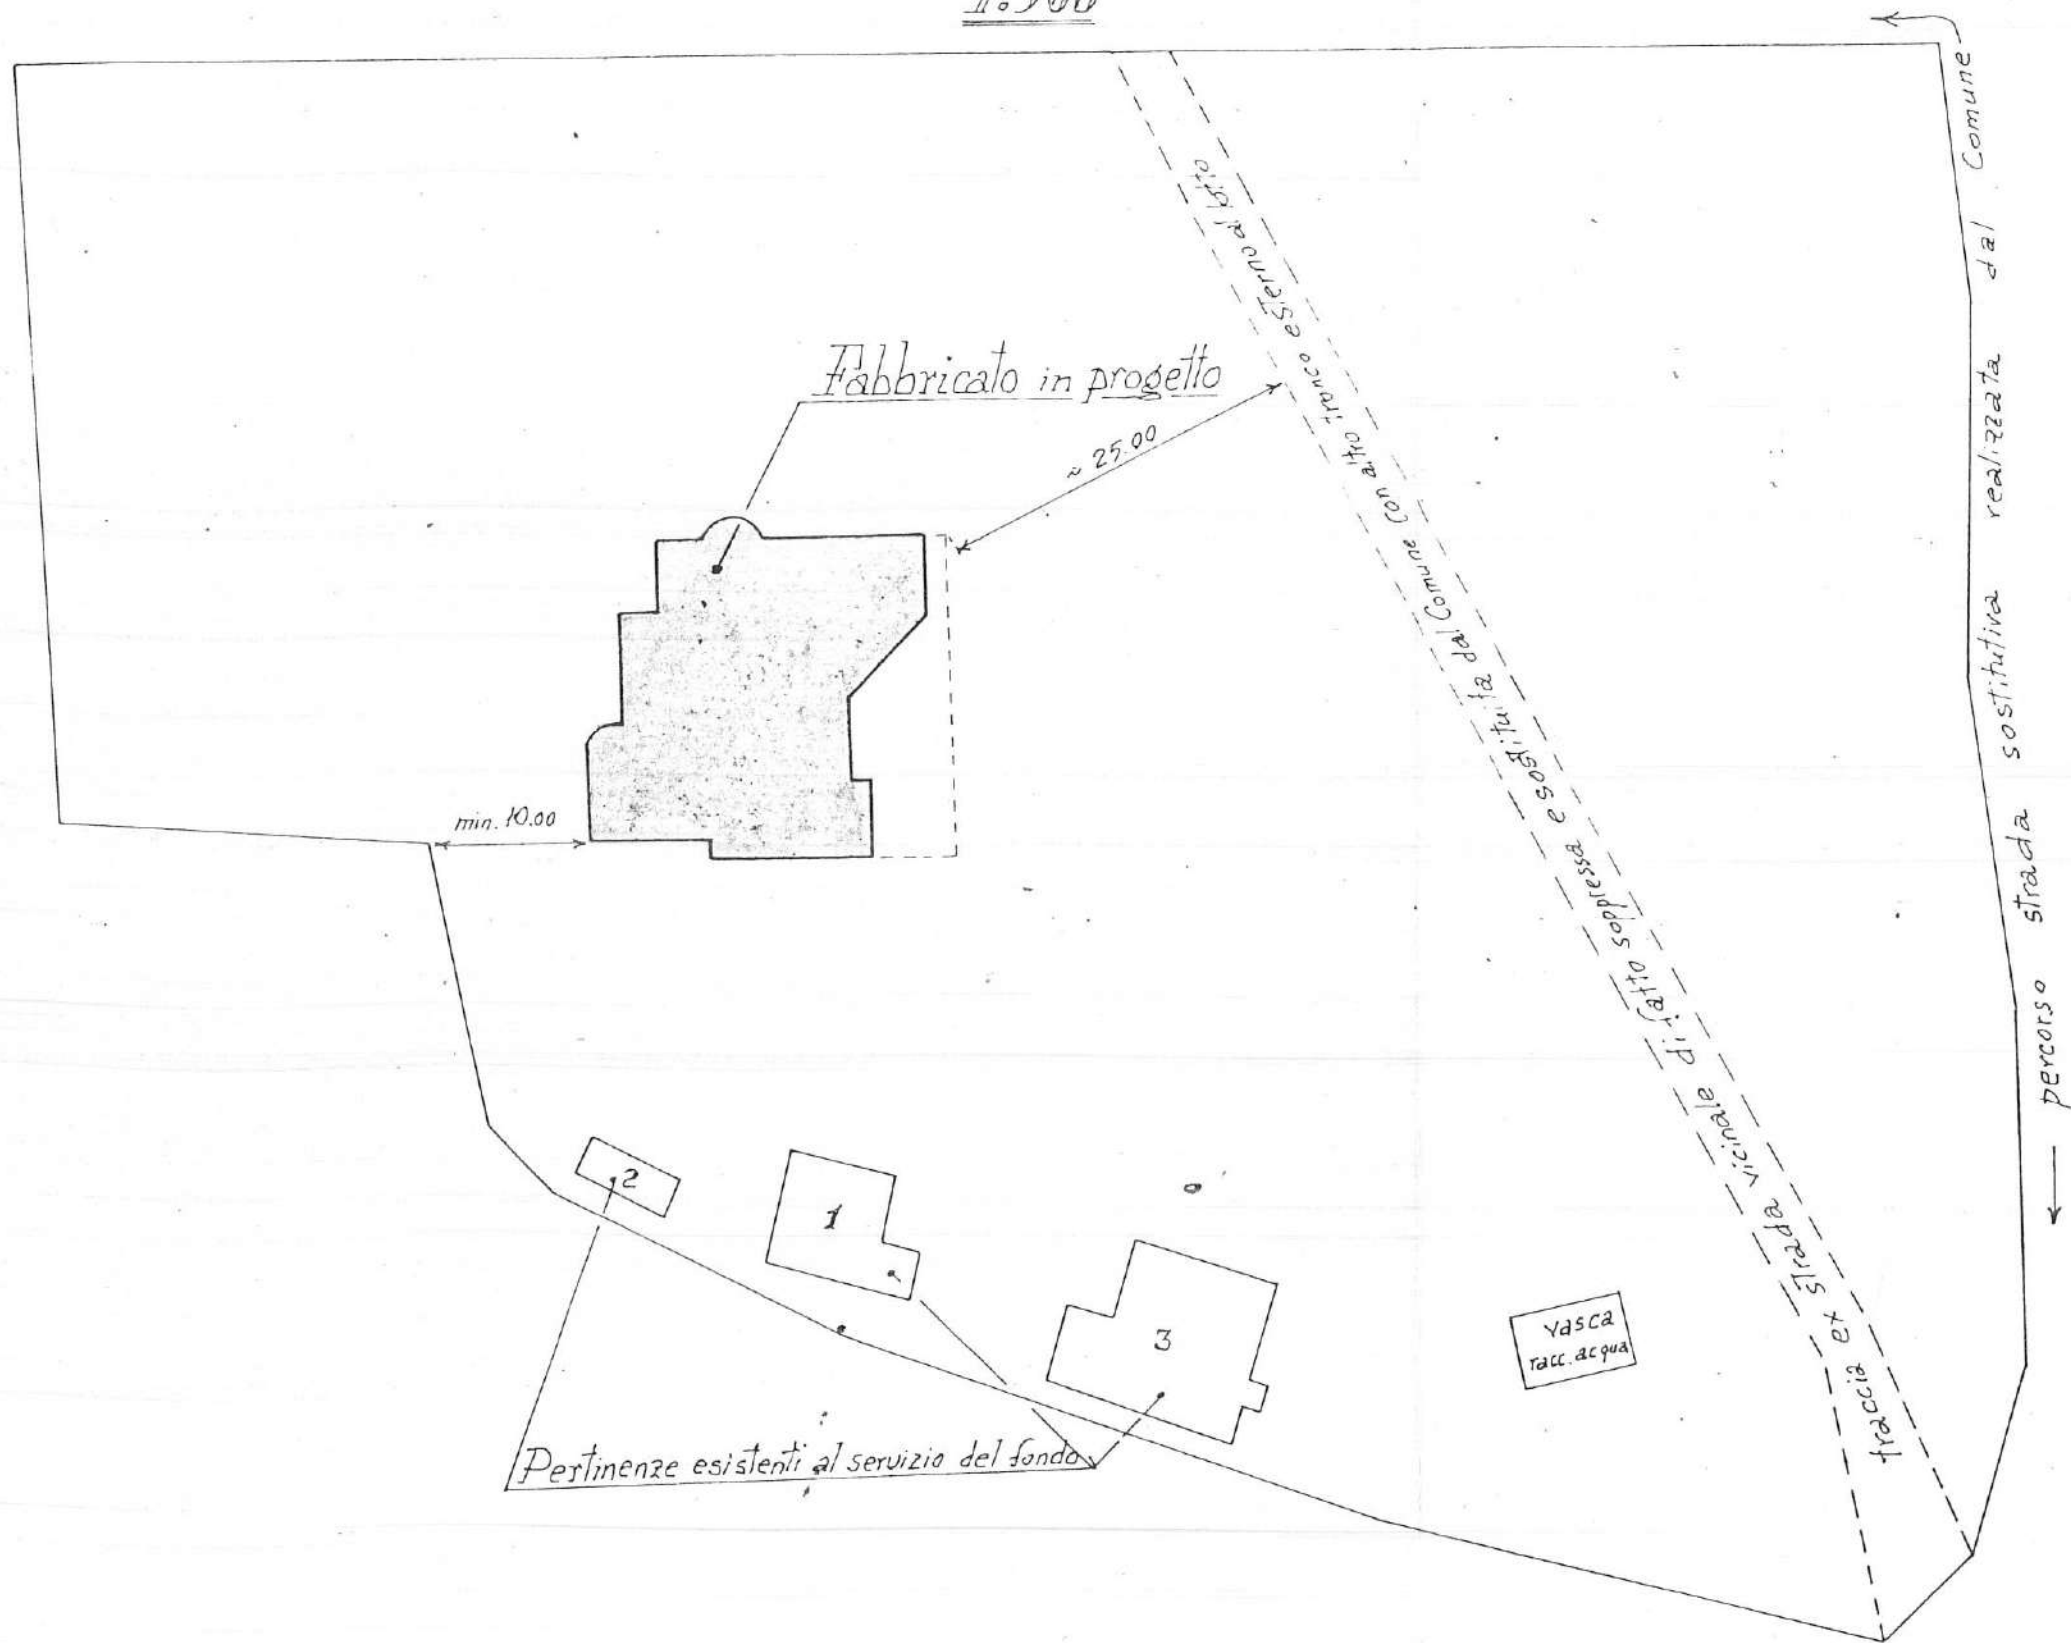 1:500
Fabbricato in progetto
≈ 25.00
min. 10.00
traccia ex strada vicinale di fatto soppressa e sostituita dal Comune con altro tronco esterno al lotto
percorso strada sostitutiva realizzata dal Comune
2
1
3
vasca
racc. acqua
Pertinenze esistenti al servizio del fondo